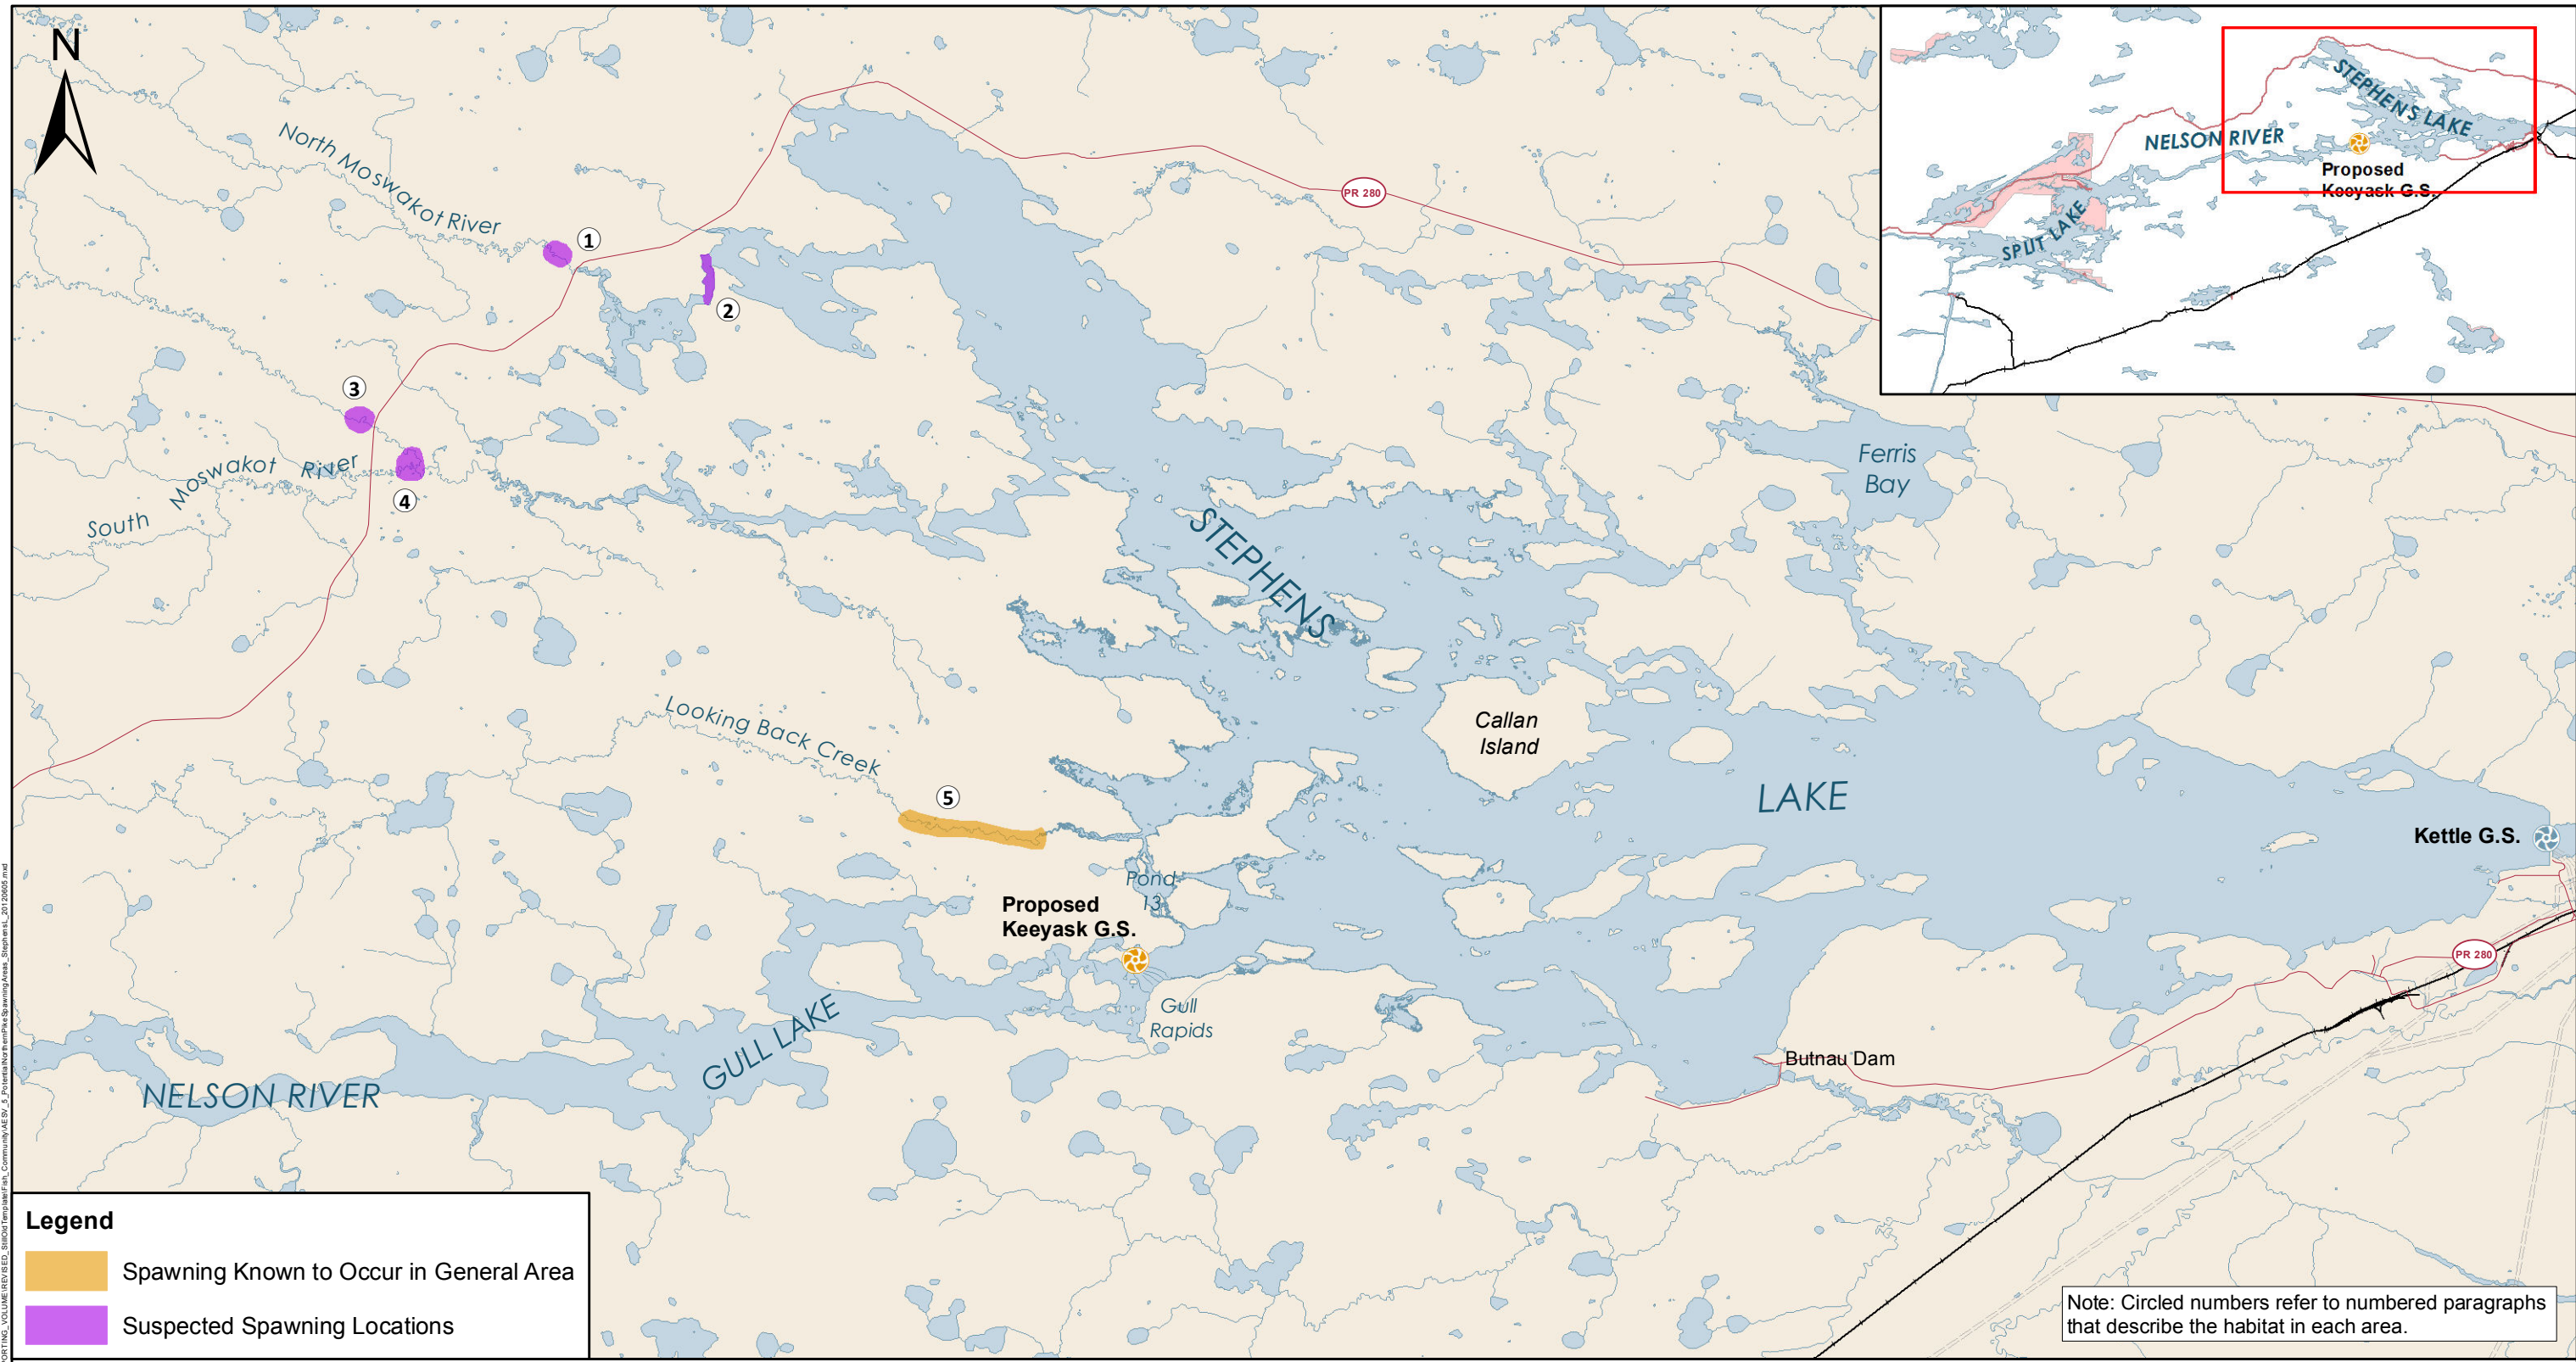 N
North Moswakot River
1
2
3
4
South Moswakot River
PR 280
STEPHENS LAKE
NELSON RIVER
Proposed
Keeyask G.S.
SPLIT LAKE
Ferris
Bay
STEPHENS
Callan
Island
LAKE
Looking Back Creek
5
Kettle G.S.
Pond
13
Proposed
Keeyask G.S.
Gull
Rapids
GULL LAKE
NELSON RIVER
PR 280
Butnau Dam
Legend
Spawning Known to Occur in General Area
Suspected Spawning Locations
Note: Circled numbers refer to numbered paragraphs
that describe the habitat in each area.